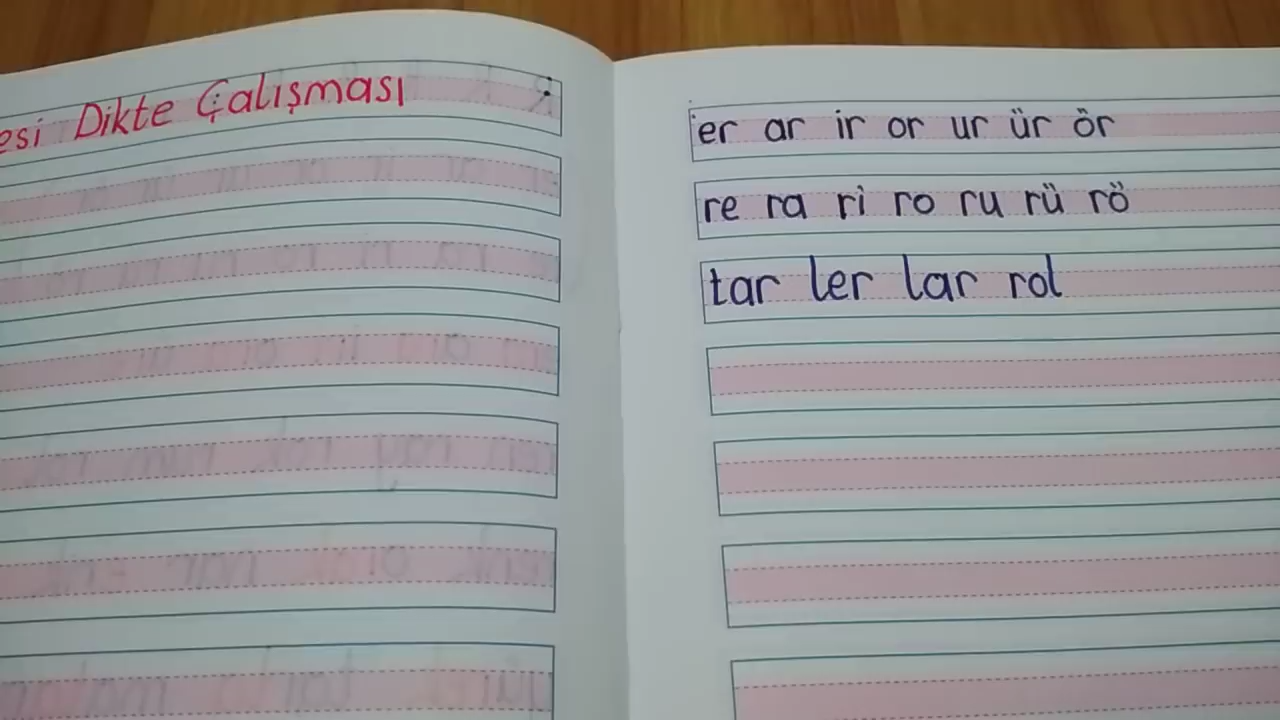 esi Dikte Çalışması
er ar ir or ur ür ör
re ra ri ro ru rü rö
tar ler lar rol